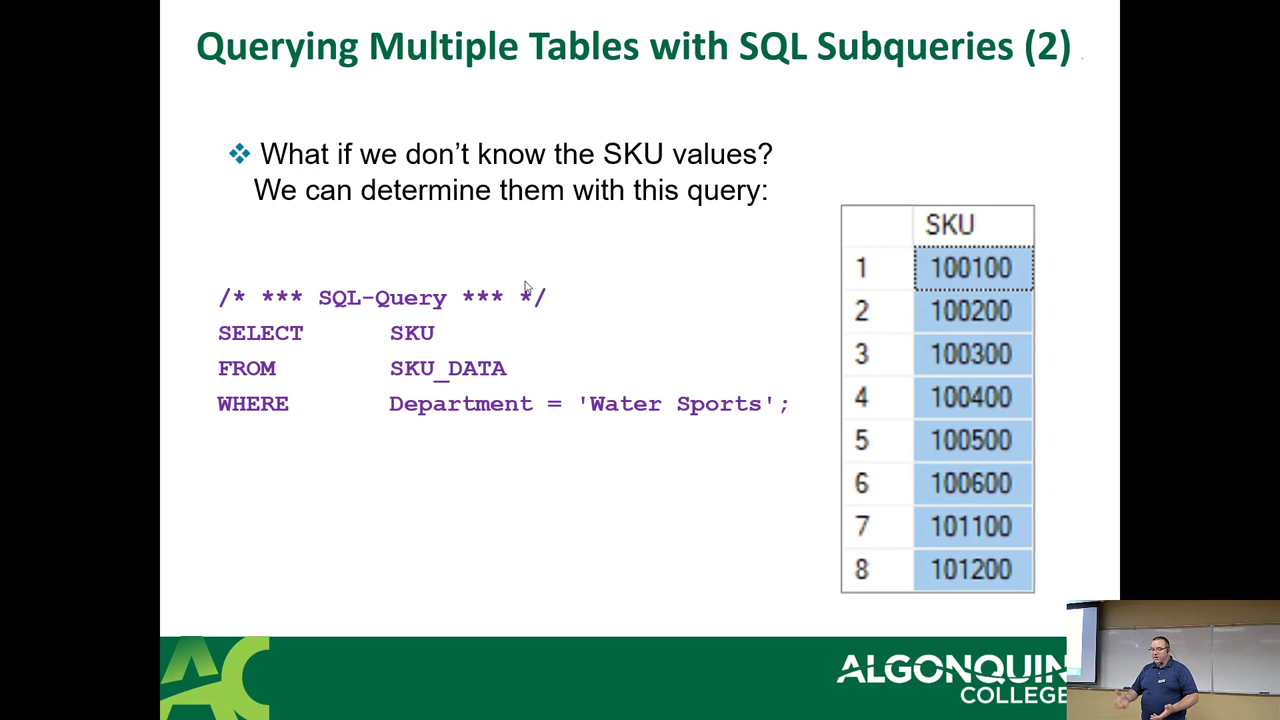 Querying Multiple Tables with SQL Subqueries (2)
What if we don't know the SKU values?
We can determine them with this query:
/* *** SQL-Query *** */
SELECT SKU
FROM SKU_DATA
WHERE Department = 'Water Sports';
SKU
1 100100
2 100200
3 100300
4 100400
5 100500
6 100600
7 101100
8 101200
AC
ALGONQUIN
COLLEGE